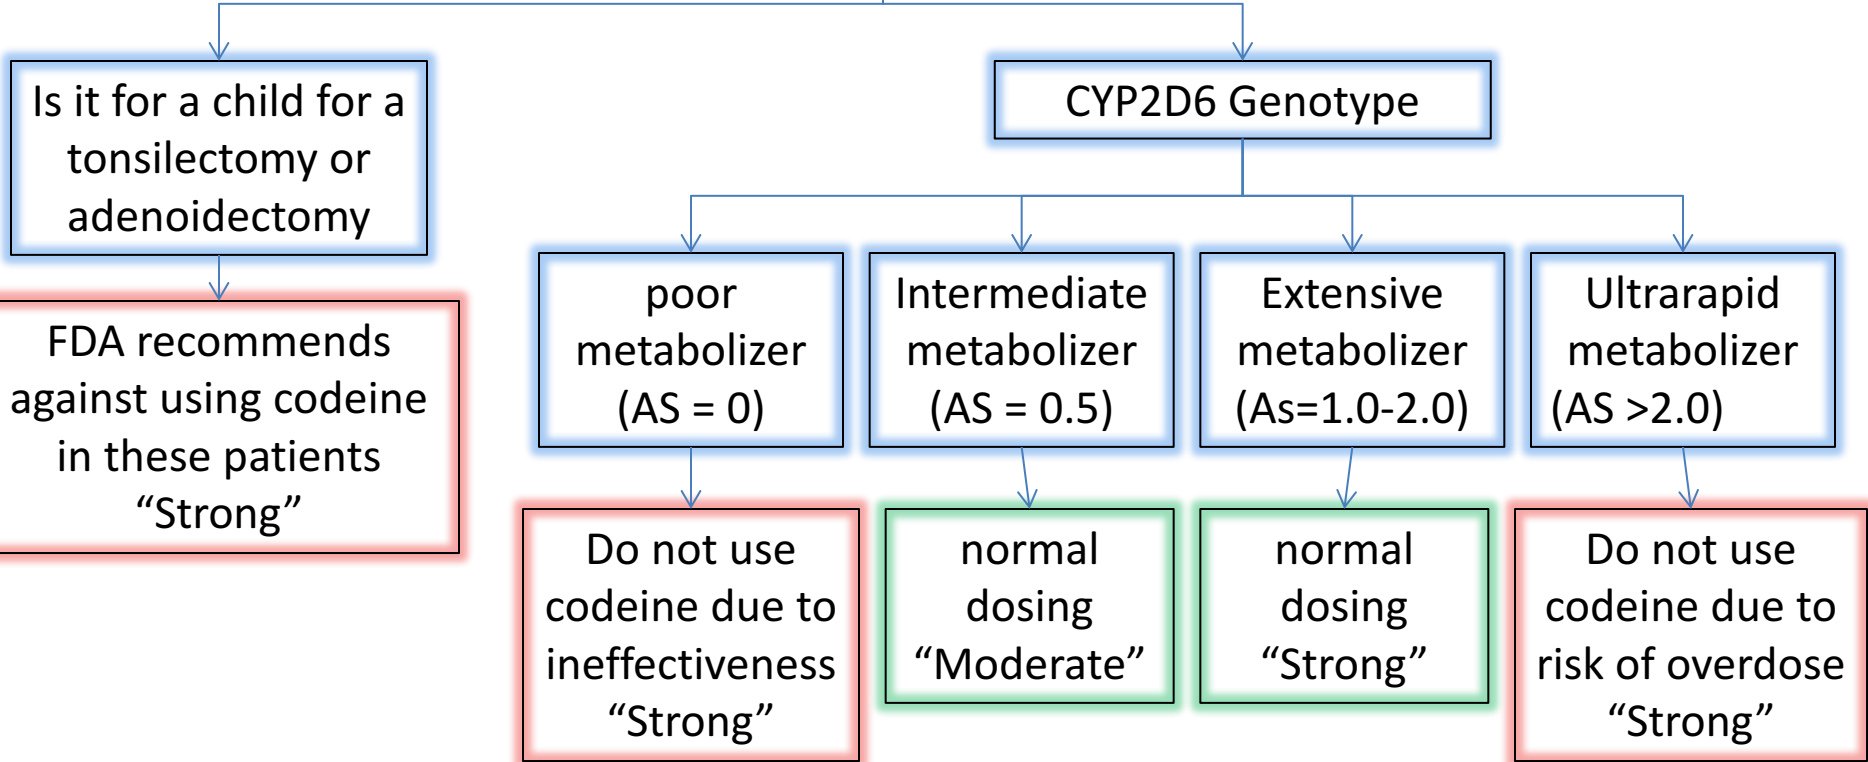 Is it for a child for a
tonsilectomy or
adenoidectomy
FDA recommends
against using codeine
in these patients
“Strong”
CYP2D6 Genotype
poor
metabolizer
(AS = 0)
Intermediate
metabolizer
(AS = 0.5)
Extensive
metabolizer
(As=1.0-2.0)
Ultrarapid
metabolizer
(AS >2.0)
Do not use
codeine due to
ineffectiveness
“Strong”
normal
dosing
“Moderate”
normal
dosing
“Strong”
Do not use
codeine due to
risk of overdose
“Strong”